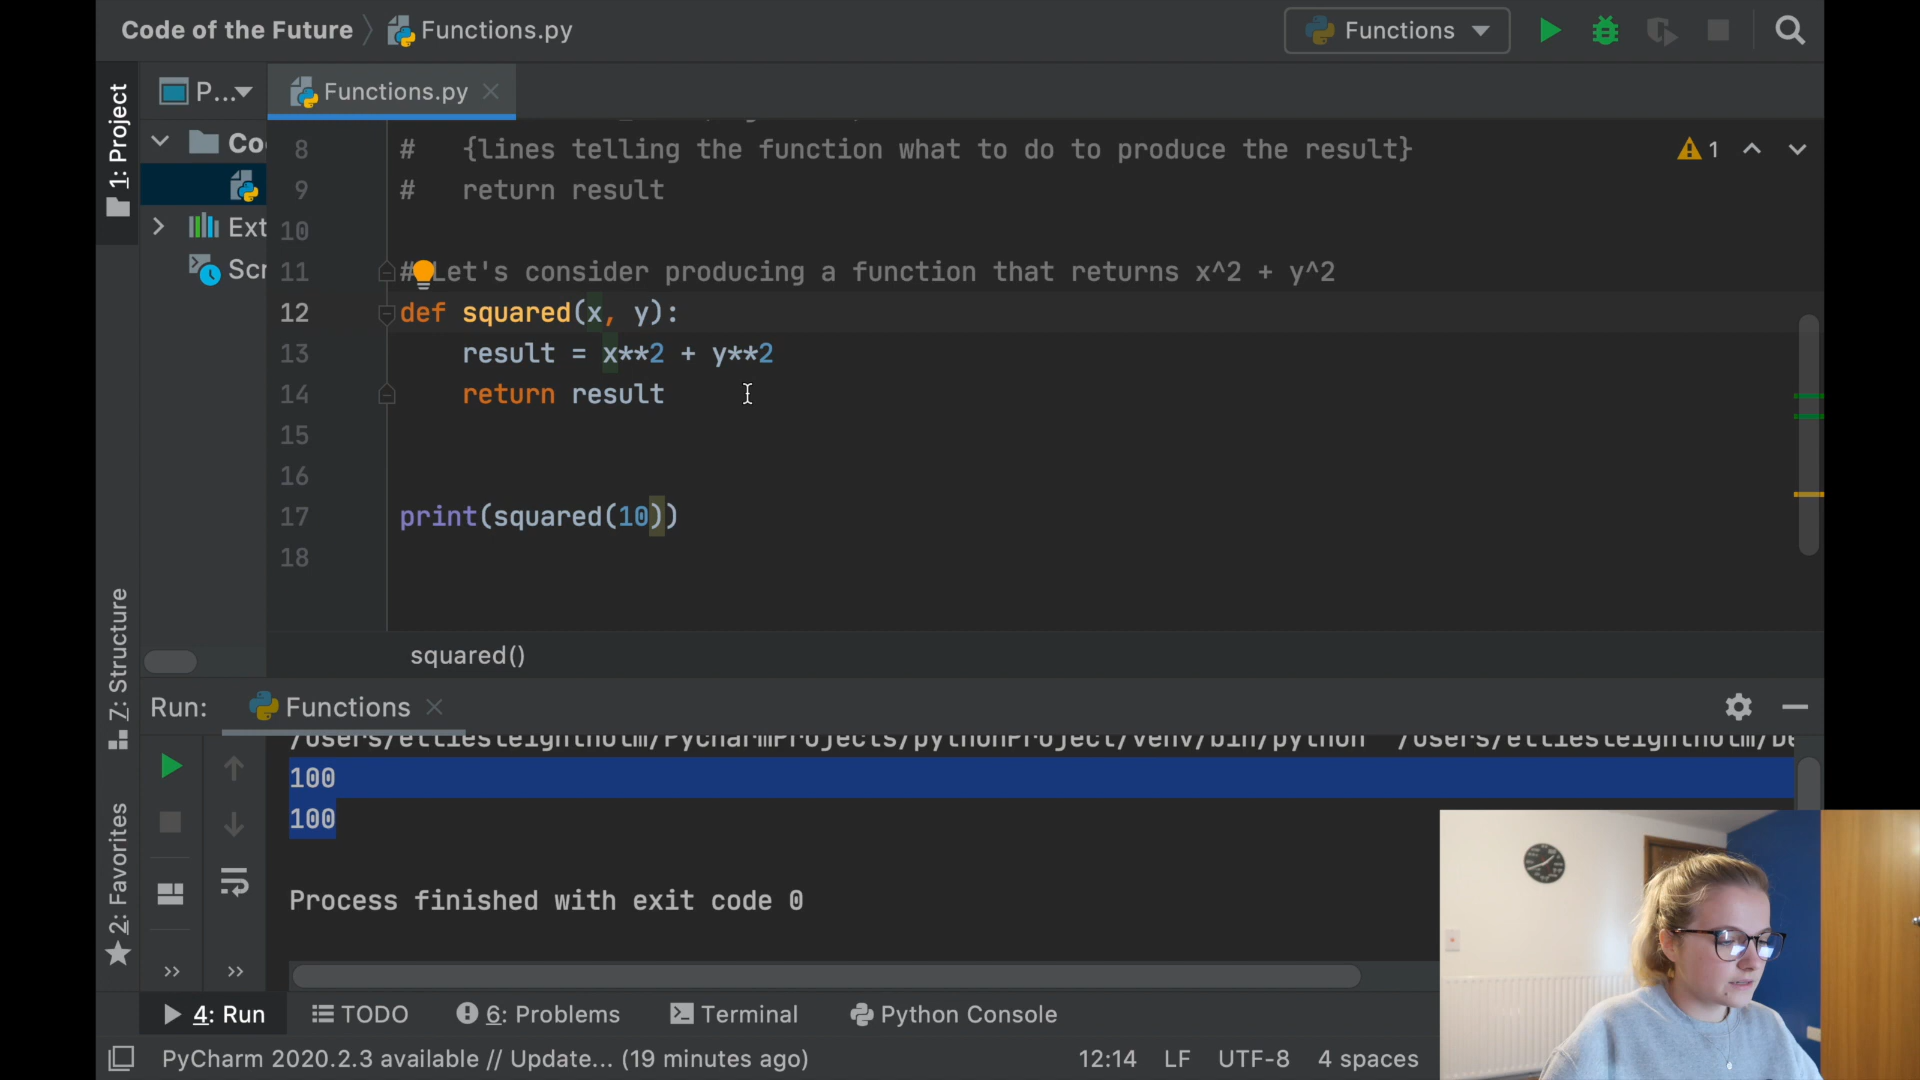 Code of the Future
Functions.py
Functions
1: Project
P...
Functions.py
8 # {lines telling the function what to do to produce the result}
1
9 # return result
10
11 # Let's consider producing a function that returns x^2 + y^2
12 def squared(x, y):
13 result = x**2 + y**2
14 return result
15
16
17 print(squared(10))
18
Ext
squared()
Z: Structure
Run:
Functions
100
100
Process finished with exit code 0
2: Favorites
4: Run
TODO
6: Problems
Terminal
Python Console
PyCharm 2020.2.3 available // Update... (19 minutes ago)
12:14
LF
UTF-8
4 spaces